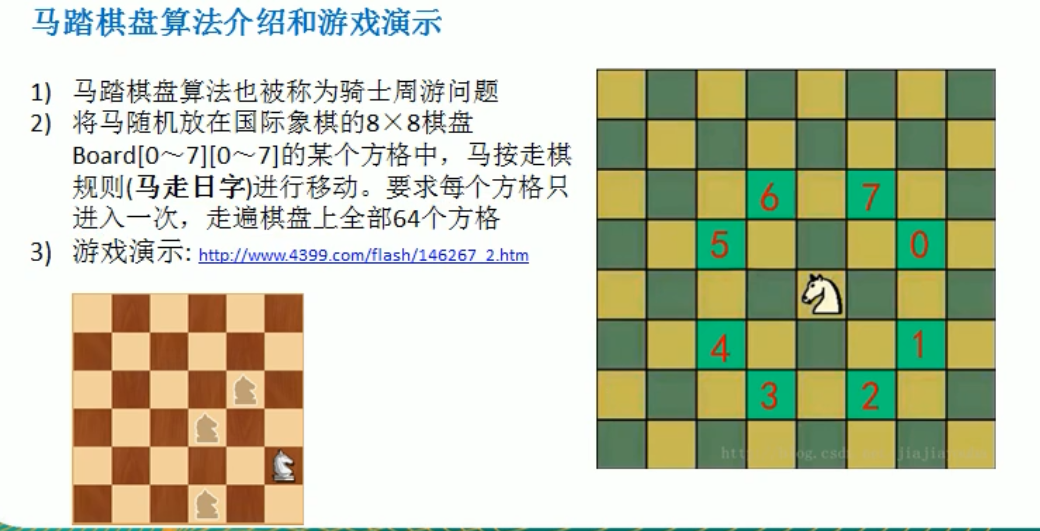 马踏棋盘算法介绍和游戏演示
1) 马踏棋盘算法也被称为骑士周游问题
2) 将马随机放在国际象棋的8×8棋盘
Board[0～7][0～7]的某个方格中，马按走棋
规则(马走日字)进行移动。要求每个方格只
进入一次，走遍棋盘上全部64个方格
3) 游戏演示: http://www.4399.com/flash/146267_2.htm
6 7
5 0
4 1
3 2